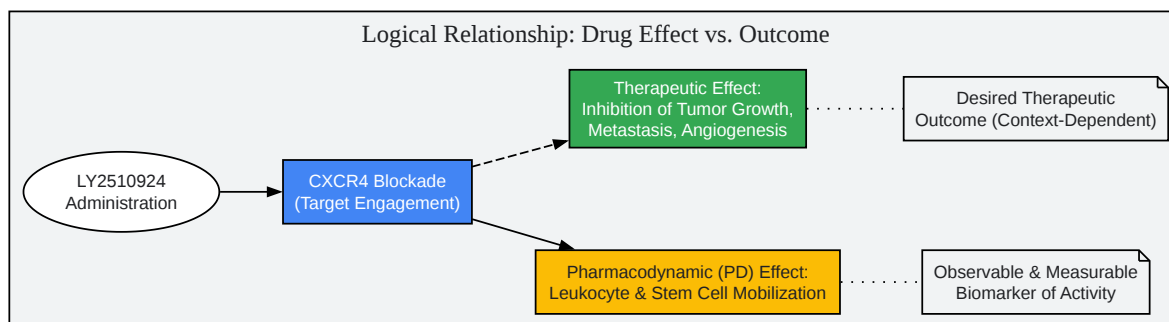 Logical Relationship: Drug Effect vs. Outcome
LY2510924
Administration
CXCR4 Blockade
(Target Engagement)
Therapeutic Effect:
Inhibition of Tumor Growth,
Metastasis, Angiogenesis
Desired Therapeutic
Outcome (Context-Dependent)
Pharmacodynamic (PD) Effect:
Leukocyte & Stem Cell Mobilization
Observable & Measurable
Biomarker of Activity